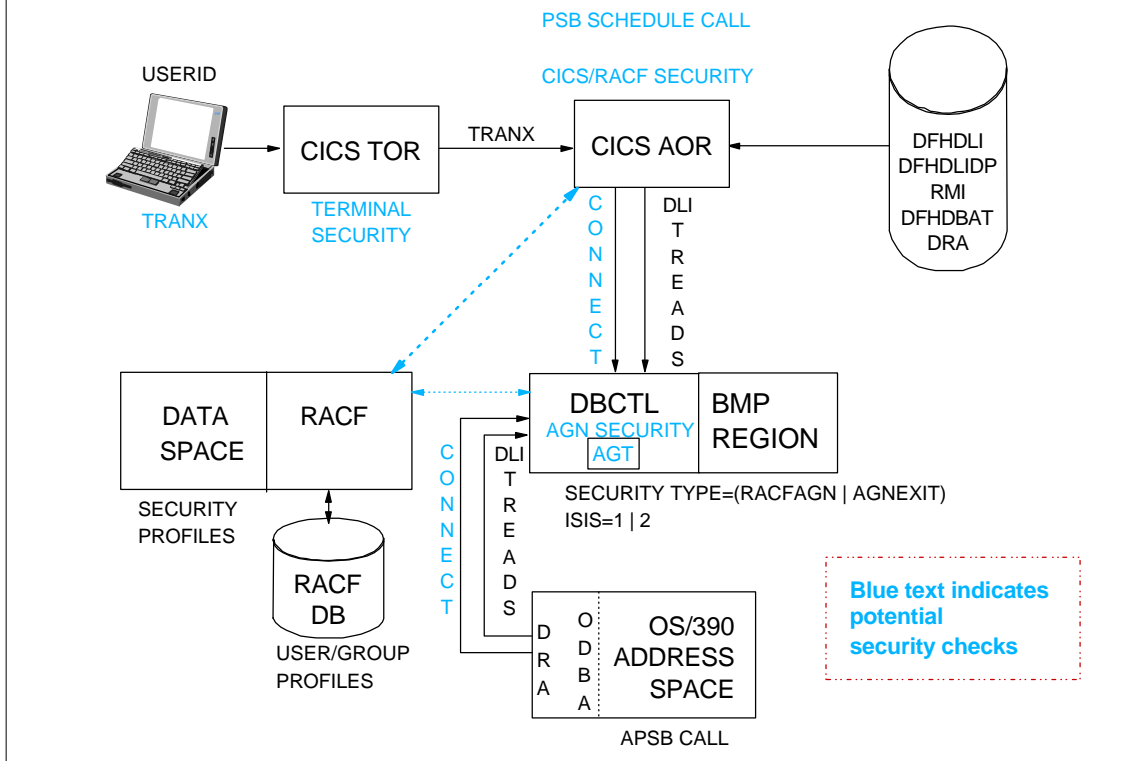 PSB SCHEDULE CALL
CICS/RACF SECURITY
USERID
TRANX
CICS TOR
TERMINAL
SECURITY
TRANX
CICS AOR
DFHDLI
DFHDLIDP
RMI
DFHDBAT
DRA
CONNECT
DLI
TREADS
DATA
SPACE
RACF
SECURITY
PROFILES
RACF
DB
USER/GROUP
PROFILES
DBCTL
AGN SECURITY
AGT
BMP
REGION
SECURITY TYPE=(RACFAGN | AGNEXIT)
ISIS=1 | 2
CONNECT
DLI
TREADS
DRA
ODBA
OS/390
ADDRESS
SPACE
APSB CALL
Blue text indicates
potential
security checks